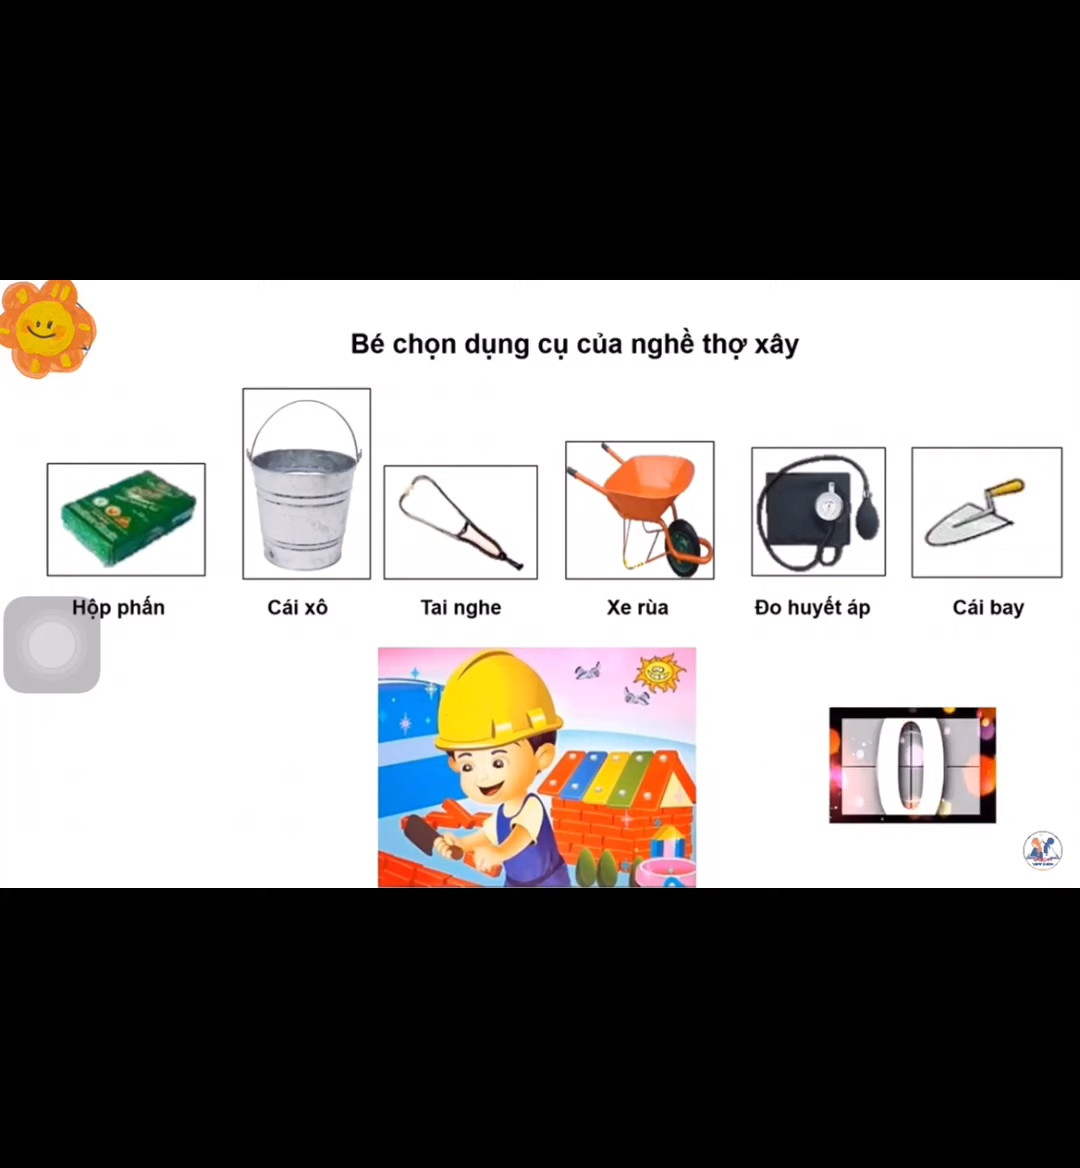 Bé chọn dụng cụ của nghề thợ xây
Hộp phấn
Cái xô
Tai nghe
Xe rùa
Đo huyết áp
Cái bay
0